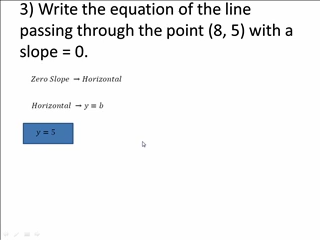 3) Write the equation of the line
passing through the point (8, 5) with a
slope = 0.
Zero Slope → Horizontal
Horizontal → y = b
y = 5